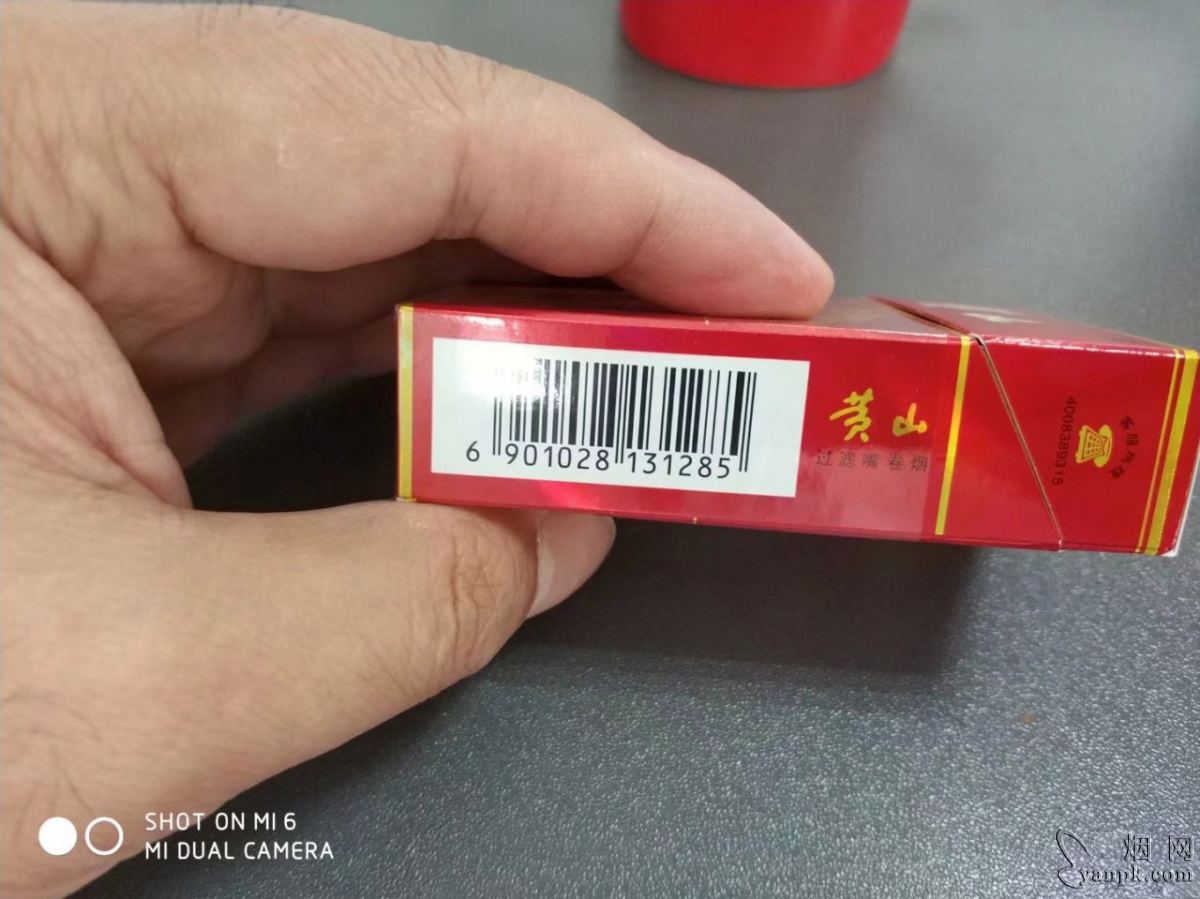 6 901028 131285
黄山
过滤嘴卷烟
4008389315
SHOT ON MI 6
MI DUAL CAMERA
烟网
yanpk.com